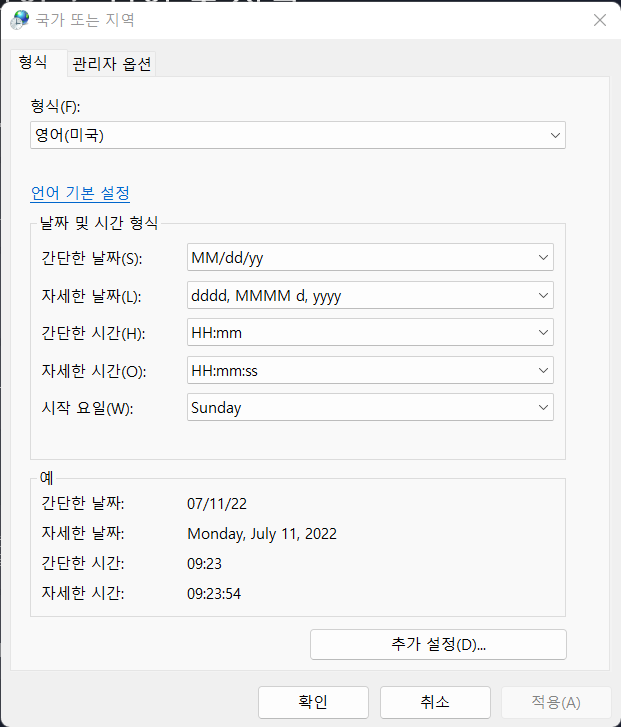 국가 또는 지역
형식
관리자 옵션
형식(F):
영어(미국)
언어 기본 설정
날짜 및 시간 형식
간단한 날짜(S):
MM/dd/yy
자세한 날짜(L):
dddd, MMMM d, yyyy
간단한 시간(H):
HH:mm
자세한 시간(O):
HH:mm:ss
시작 요일(W):
Sunday
예
간단한 날짜:
07/11/22
자세한 날짜:
Monday, July 11, 2022
간단한 시간:
09:23
자세한 시간:
09:23:54
추가 설정(D)...
확인
취소
적용(A)